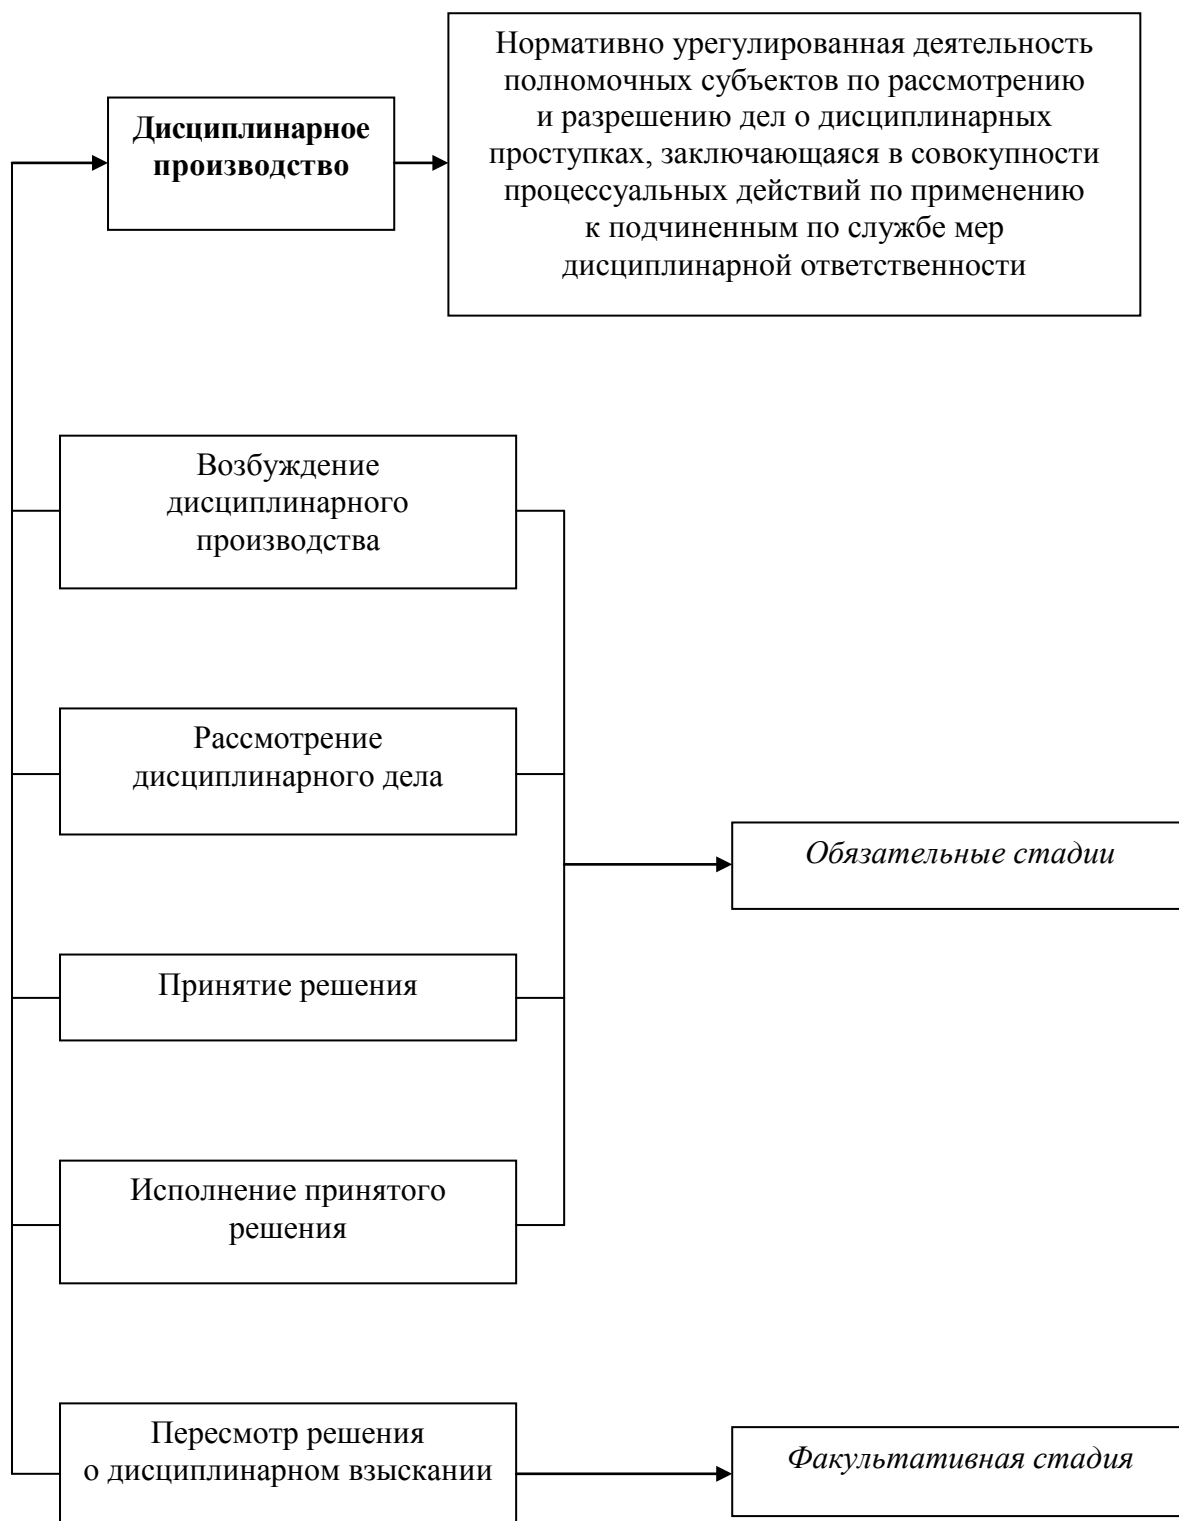 Дисциплинарное
производство
Нормативно урегулированная деятельность
полномочных субъектов по рассмотрению
и разрешению дел о дисциплинарных
проступках, заключающаяся в совокупности
процессуальных действий по применению
к подчиненным по службе мер
дисциплинарной ответственности
Возбуждение
дисциплинарного
производства
Рассмотрение
дисциплинарного дела
Обязательные стадии
Принятие решения
Исполнение принятого
решения
Пересмотр решения
о дисциплинарном взыскании
Факультативная стадия